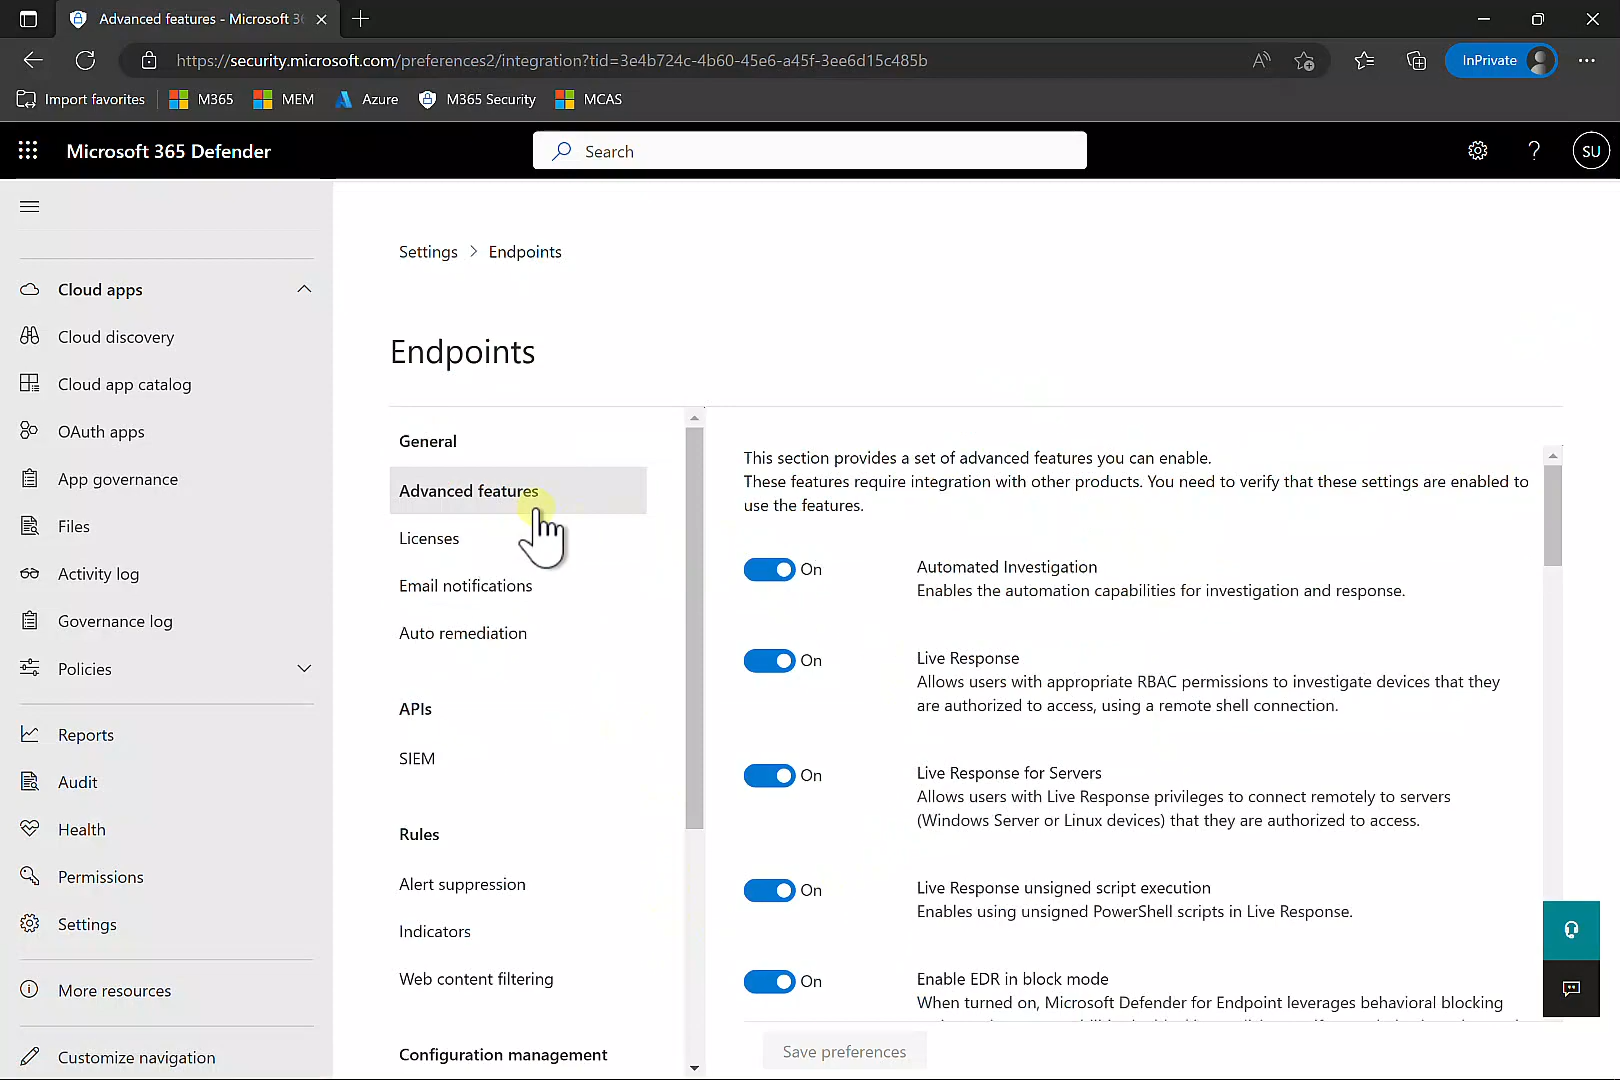 Advanced features - Microsoft 3
https://security.microsoft.com/preferences2/integration?tid=3e4b724c-4b60-45e6-a45f-3ee6d15c485b
InPrivate
Import favorites
M365
MEM
Azure
M365 Security
MCAS
Microsoft 365 Defender
Search
SU
Cloud apps
Cloud discovery
Cloud app catalog
OAuth apps
App governance
Files
Activity log
Governance log
Policies
Reports
Audit
Health
Permissions
Settings
More resources
Customize navigation
Settings > Endpoints
Endpoints
General
Advanced features
Licenses
Email notifications
Auto remediation
APIs
SIEM
Rules
Alert suppression
Indicators
Web content filtering
Configuration management
This section provides a set of advanced features you can enable.
These features require integration with other products. You need to verify that these settings are enabled to
use the features.
On
Automated Investigation
Enables the automation capabilities for investigation and response.
On
Live Response
Allows users with appropriate RBAC permissions to investigate devices that they
are authorized to access, using a remote shell connection.
On
Live Response for Servers
Allows users with Live Response privileges to connect remotely to servers
(Windows Server or Linux devices) that they are authorized to access.
On
Live Response unsigned script execution
Enables using unsigned PowerShell scripts in Live Response.
On
Enable EDR in block mode
When turned on, Microsoft Defender for Endpoint leverages behavioral blocking
Save preferences